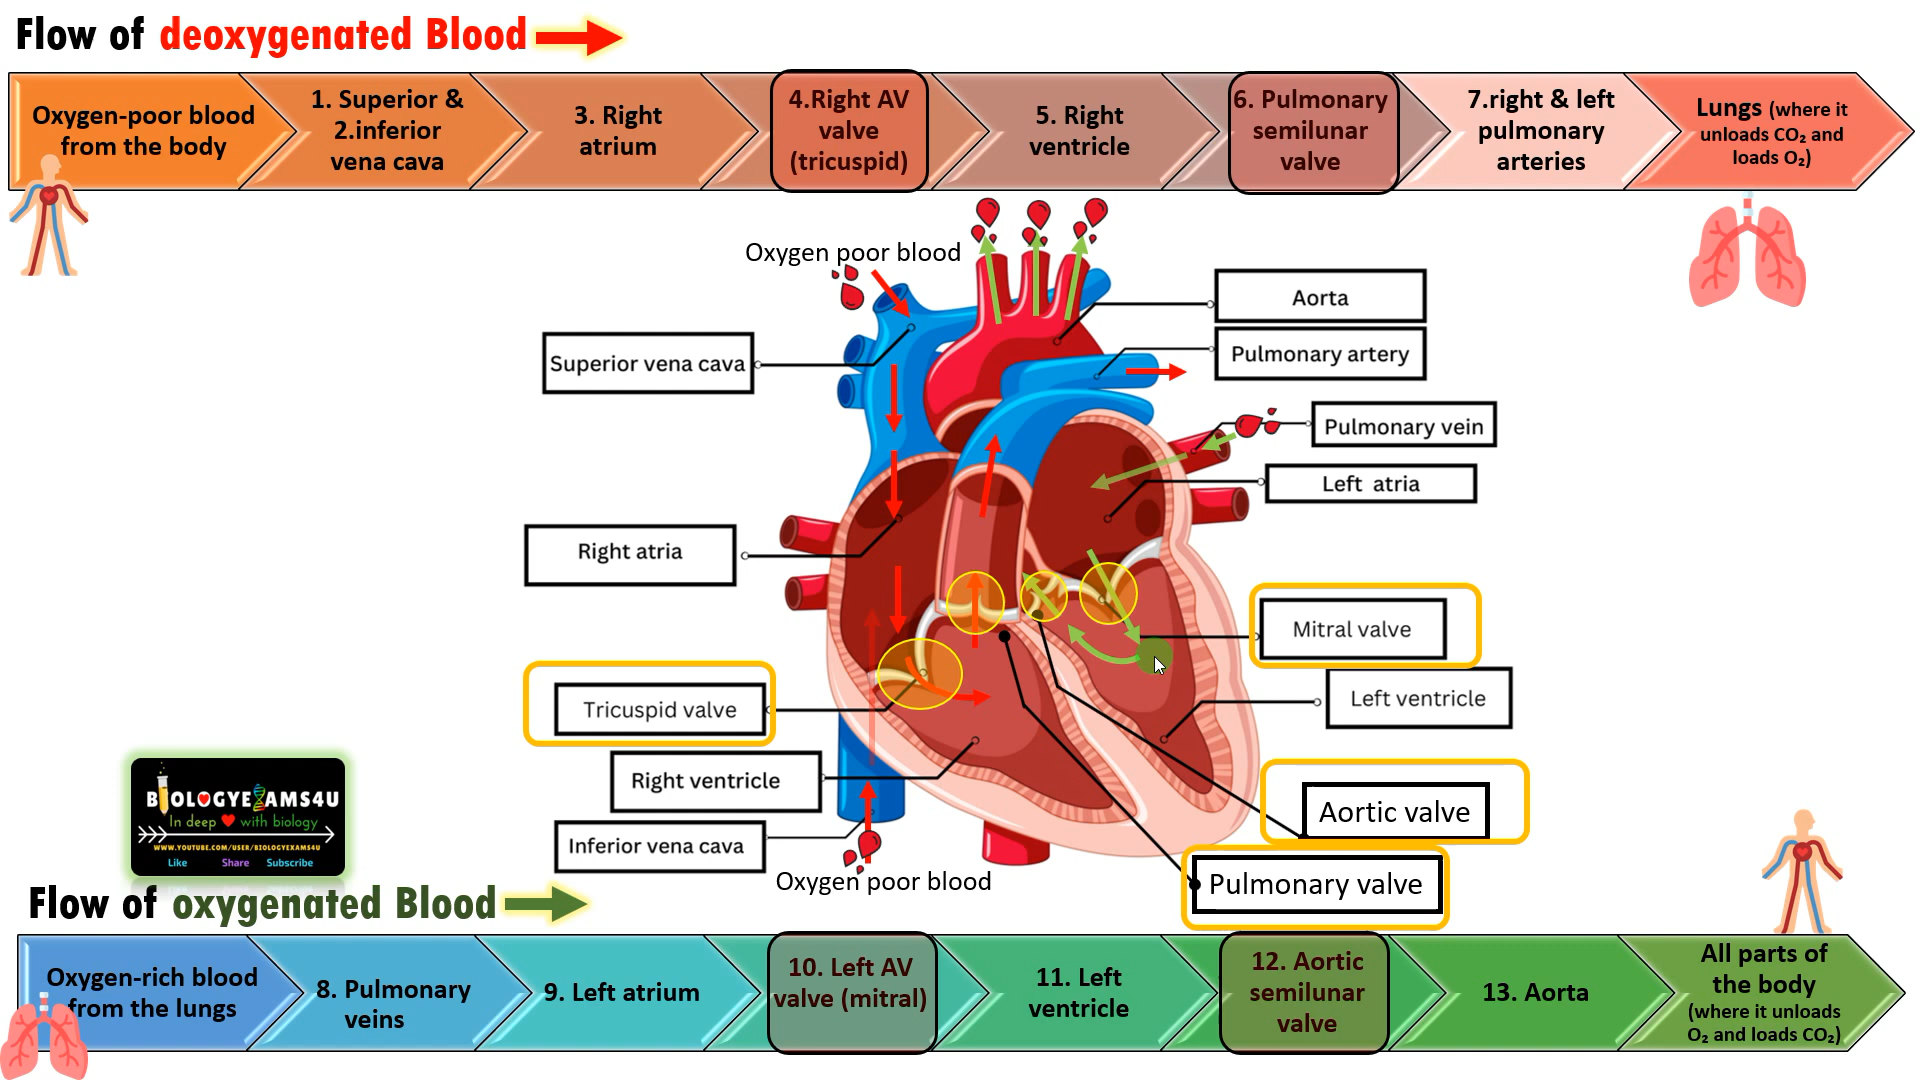 Flow of deoxygenated Blood
Oxygen-poor blood
from the body
1. Superior &
2.inferior
vena cava
3. Right
atrium
4.Right AV
valve
(tricuspid)
5. Right
ventricle
6. Pulmonary
semilunar
valve
7.right & left
pulmonary
arteries
Lungs (where it
unloads CO₂ and
loads O₂)
Oxygen poor blood
Aorta
Pulmonary artery
Superior vena cava
Pulmonary vein
Left atria
Right atria
Mitral valve
Left ventricle
Tricuspid valve
Right ventricle
Aortic valve
Inferior vena cava
Oxygen poor blood
Pulmonary valve
BIOLOGYEXAMS4U
In deep with biology
WWW.YOUTUBE.COM/USER/BIOLOGYEXAMS4U
Like Share Subscribe
Flow of oxygenated Blood
Oxygen-rich blood
from the lungs
8. Pulmonary
veins
9. Left atrium
10. Left AV
valve (mitral)
11. Left
ventricle
12. Aortic
semilunar
valve
13. Aorta
All parts of
the body
(where it unloads
O₂ and loads CO₂)